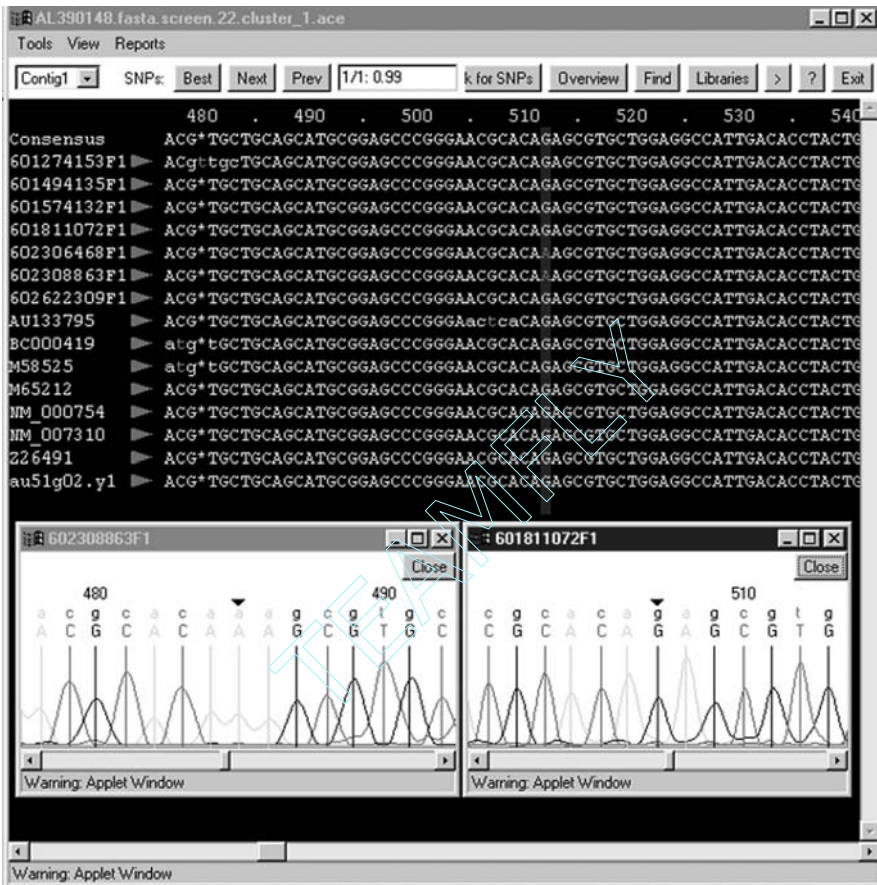 AL390148.fasta.screen.22.cluster_1.ace
Tools View Reports
Contig1 SNPs: Best Next Prev 1/1: 0.99 k for SNPs Overview Find Libraries > ? Exit
480 . 490 . 500 . 510 . 520 . 530 . 540
Consensus ACG*TGCTGCAGCATGCGGAGCCCGGGAACGCACAGAGCGTGCTGGAGGCCATTGACACCTACTG
601274153F1 ACgttgcTGCAGCATGCGGAGCCCGGGAACGCACAGAGCGTGCTGGAGGCCATTGACACCTACTG
601494135F1 ACG*TGCTGCAGCATGCGGAGCCCGGGAACGCACAGAGCGTGCTGGAGGCCATTGACACCTACTG
601574132F1 ACG*TGCTGCAGCATGCGGAGCCCGGGAACGCACAGAGCGTGCTGGAGGCCATTGACACCTACTG
601811072F1 ACG*TGCTGCAGCATGCGGAGCCCGGGAACGCACAGAGCGTGCTGGAGGCCATTGACACCTACTG
602306468F1 ACG*TGCTGCAGCATGCGGAGCCCGGGAACGCACAAAGCGTGCTGGAGGCCATTGACACCTACTG
602308863F1 ACG*TGCTGCAGCATGCGGAGCCCGGGAACGCACAAAGCGTGCTGGAGGCCATTGACACCTACTG
602622309F1 ACG*TGCTGCAGCATGCGGAGCCCGGGAACGCACAGAGCGTGCTGGAGGCCATTGACACCTACTG
AU133795 ACG*TGCTGCAGCATGCGGAGCCCGGGAactcaCAGAGCGTGCTGGAGGCCATTGACACCTACTG
BC000419 atg*tGCTGCAGCATGCGGAGCCCGGGAACGCACAGAGCGTGCTGGAGGCCATTGACACCTACTG
M58525 atg*tGCTGCAGCATGCGGAGCCCGGGAACGCACAGAGCGTGCTGGAGGCCATTGACACCTACTG
M65212 ACG*TGCTGCAGCATGCGGAGCCCGGGAACGCACAGAGCGTGCTGGAGGCCATTGACACCTACTG
NM_000754 ACG*TGCTGCAGCATGCGGAGCCCGGGAACGCACAGAGCGTGCTGGAGGCCATTGACACCTACTG
NM_007310 ACG*TGCTGCAGCATGCGGAGCCCGGGAACGCACAGAGCGTGCTGGAGGCCATTGACACCTACTG
Z26491 ACG*TGCTGCAGCATGCGGAGCCCGGGAACGCACAGAGCGTGCTGGAGGCCATTGACACCTACTG
au51g02.y1 ACG*TGCTGCAGCATGCGGAGCCCGGGAACGCACAGAGCGTGCTGGAGGCCATTGACACCTACTG
TEAMFLY
602308863F1
Close
480 490
a c g c a c a a a g c g t g c
A C G C A C A A A G C G T G C
Warning: Applet Window
601811072F1
Close
510
c g c a c a g a g c g t g
C G C A C A G A G C G T G
Warning: Applet Window
Warning: Applet Window